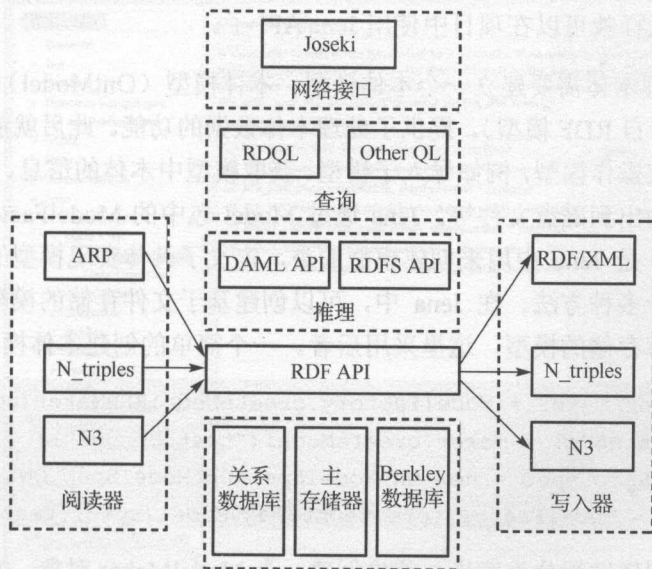 Joseki
网络接口
RDQL
Other QL
查询
DAML API
RDFS API
推理
RDF API
ARP
N_triples
N3
阅读器
RDF/XML
N_triples
N3
写入器
关系
数据库
主
存储器
Berkley
数据库